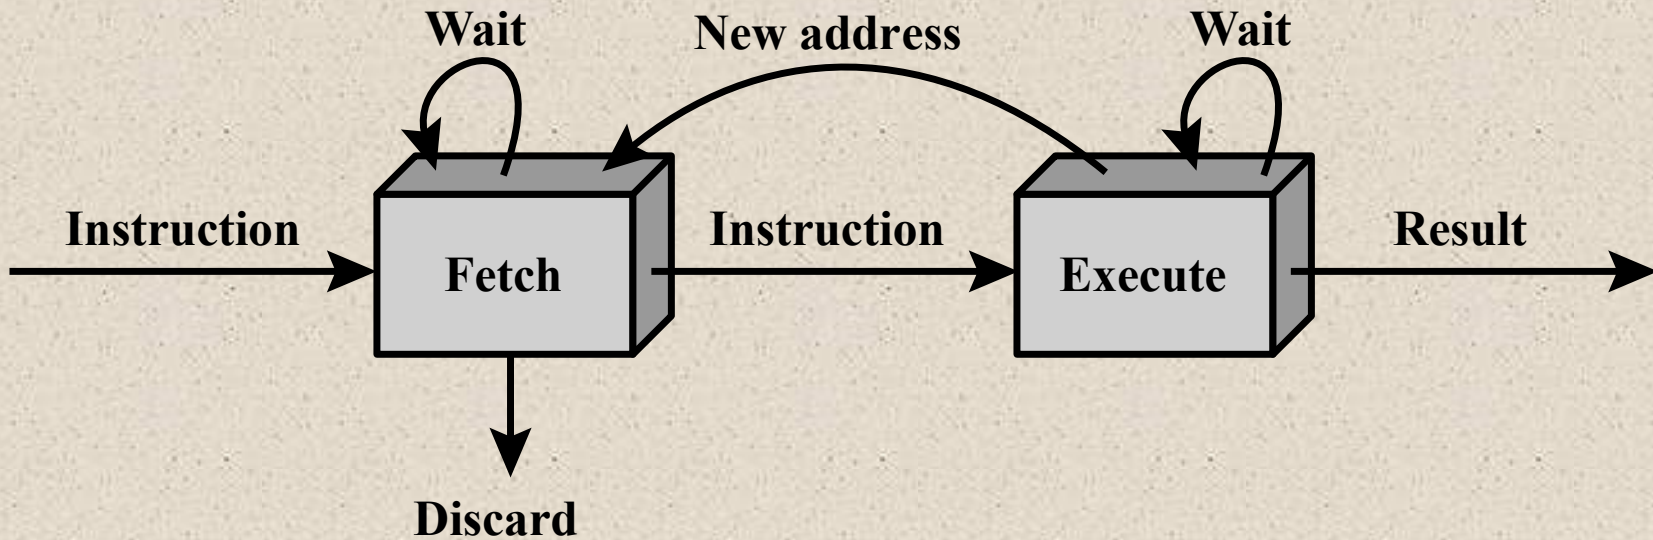 Wait
New address
Wait
Instruction
Instruction
Result
Fetch
Execute
Discard